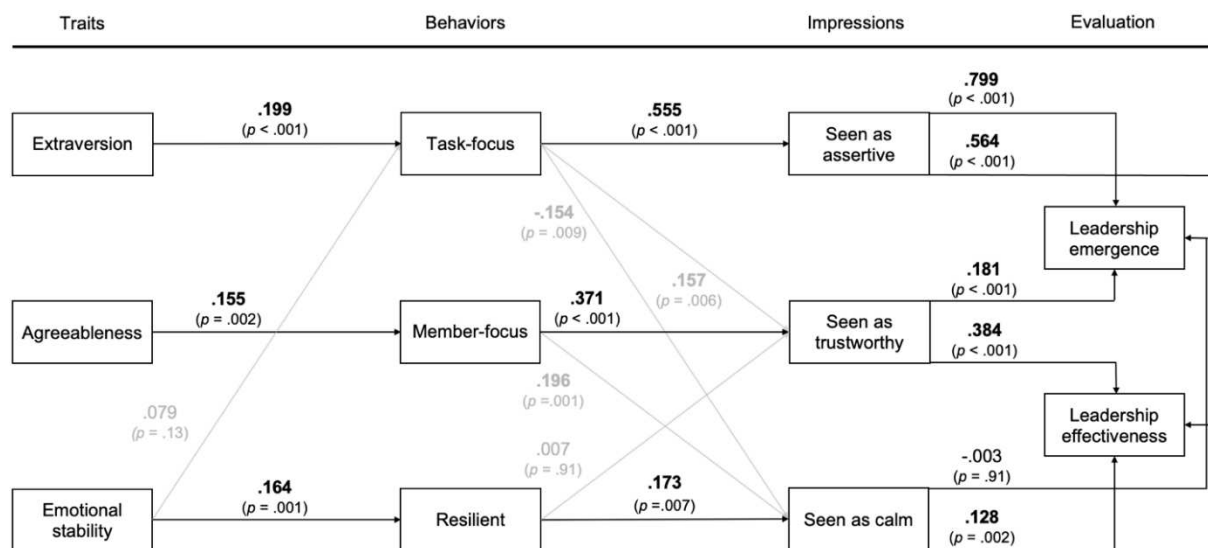 Traits
Behaviors
Impressions
Evaluation
.199
(p < .001)
.555
(p < .001)
.799
(p < .001)
Extraversion
Task-focus
Seen as
assertive
.564
(p < .001)
-.154
(p = .009)
Leadership
emergence
.155
(p = .002)
.371
(p < .001)
.157
(p = .006)
.181
(p < .001)
Agreeableness
Member-focus
Seen as
trustworthy
.384
(p < .001)
.196
(p =.001)
.079
(p = .13)
Leadership
effectiveness
.007
(p = .91)
.164
(p = .001)
.173
(p =.007)
-.003
(p = .91)
Emotional
stability
Resilient
Seen as calm
.128
(p = .002)